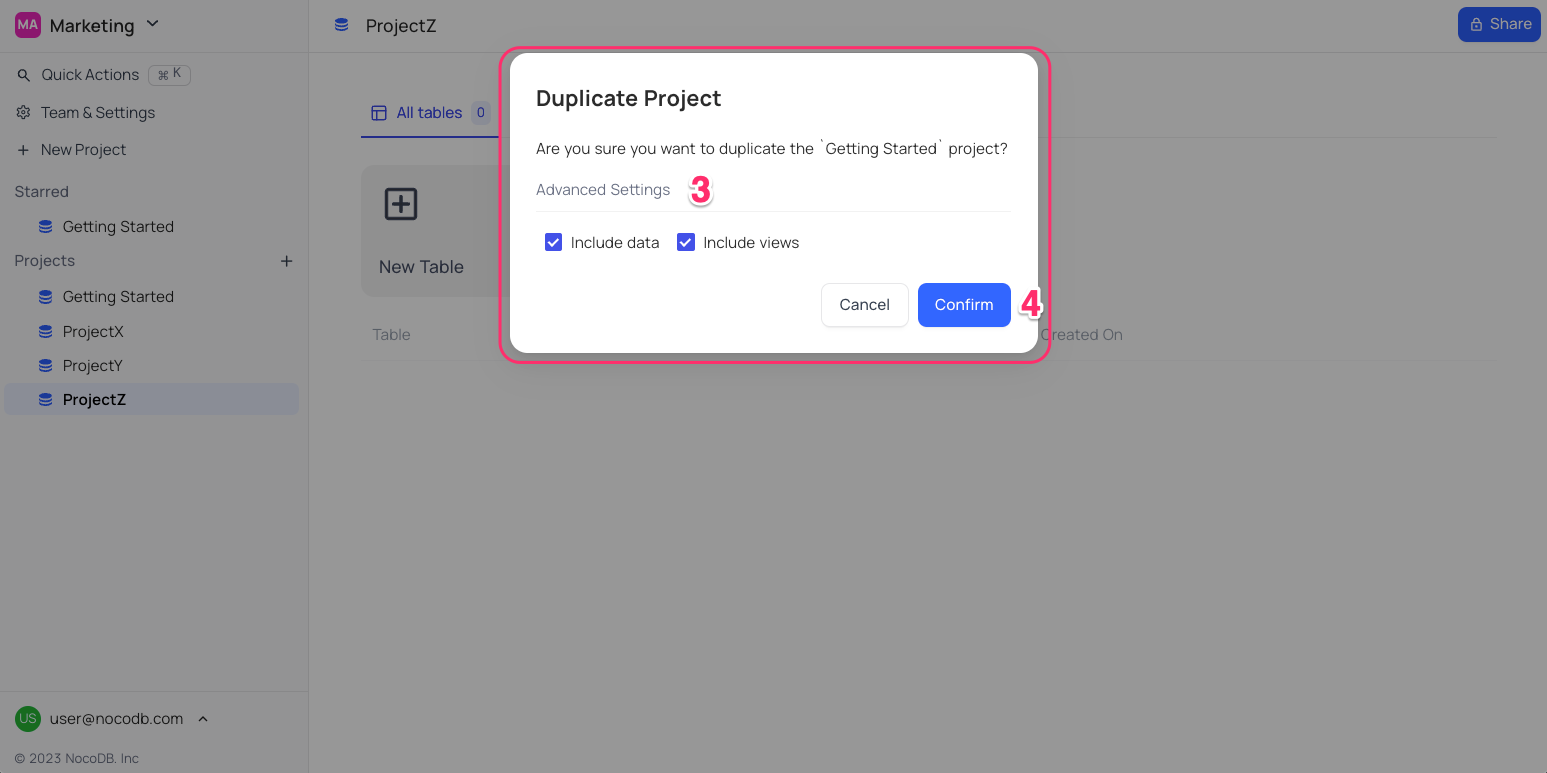 MA Marketing
ProjectZ
Share
Quick Actions ⌘ K
Team & Settings
New Project
Starred
Getting Started
Projects
Getting Started
ProjectX
ProjectY
ProjectZ
US user@nocodb.com
© 2023 NocoDB. Inc
All tables 0
New Table
Table
Created On
Duplicate Project
Are you sure you want to duplicate the `Getting Started` project?
Advanced Settings 3
Include data Include views
Cancel Confirm 4